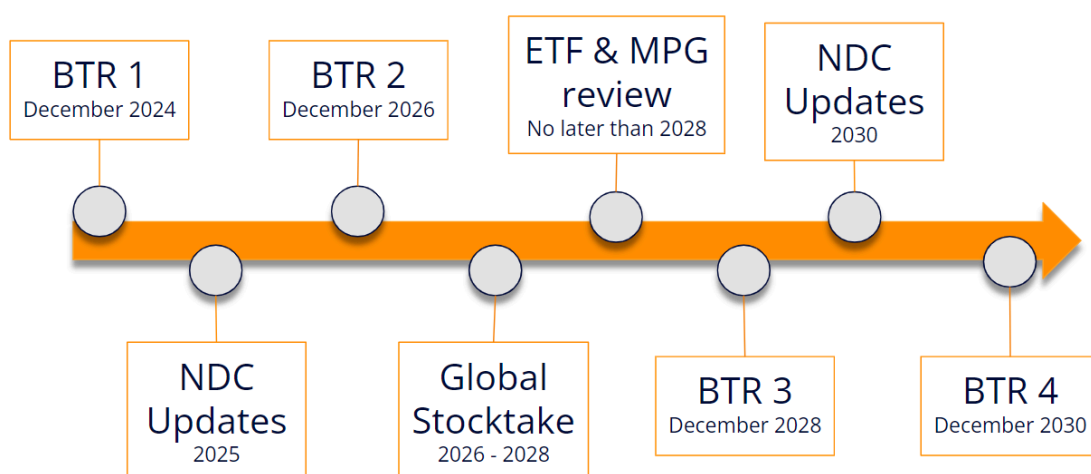 BTR 1
December 2024
BTR 2
December 2026
ETF & MPG
review
No later than 2028
NDC
Updates
2030
NDC
Updates
2025
Global
Stocktake
2026 - 2028
BTR 3
December 2028
BTR 4
December 2030